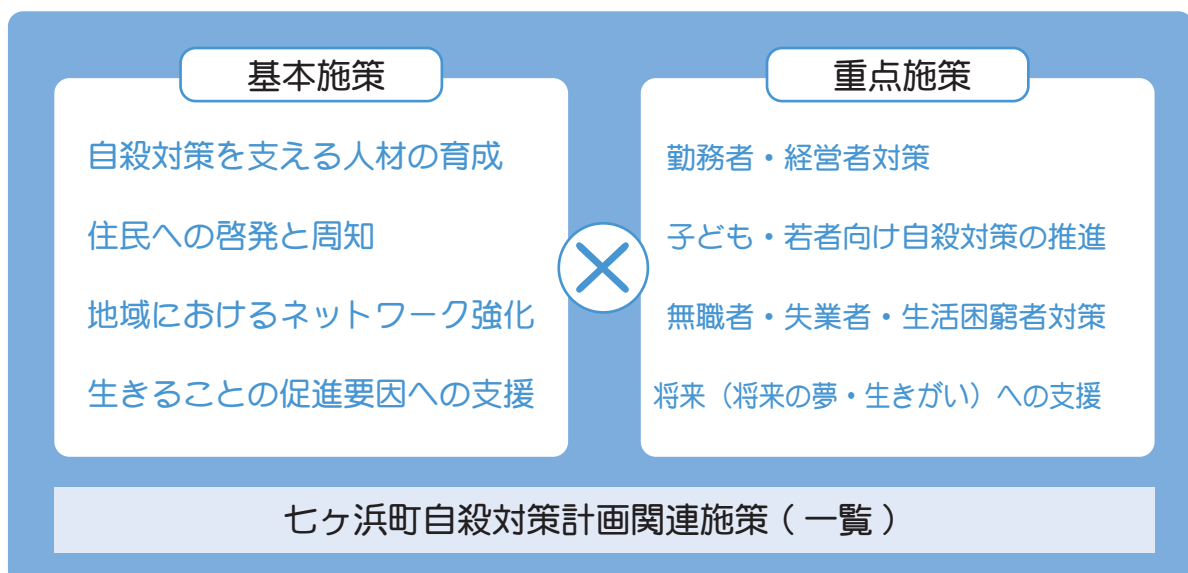 基本施策
自殺対策を支える人材の育成
住民への啓発と周知
地域におけるネットワーク強化
生きることの促進要因への支援
重点施策
勤務者・経営者対策
子ども・若者向け自殺対策の推進
無職者・失業者・生活困窮者対策
将来（将来の夢・生きがい）への支援
七ヶ浜町自殺対策計画関連施策 ( 一覧 )